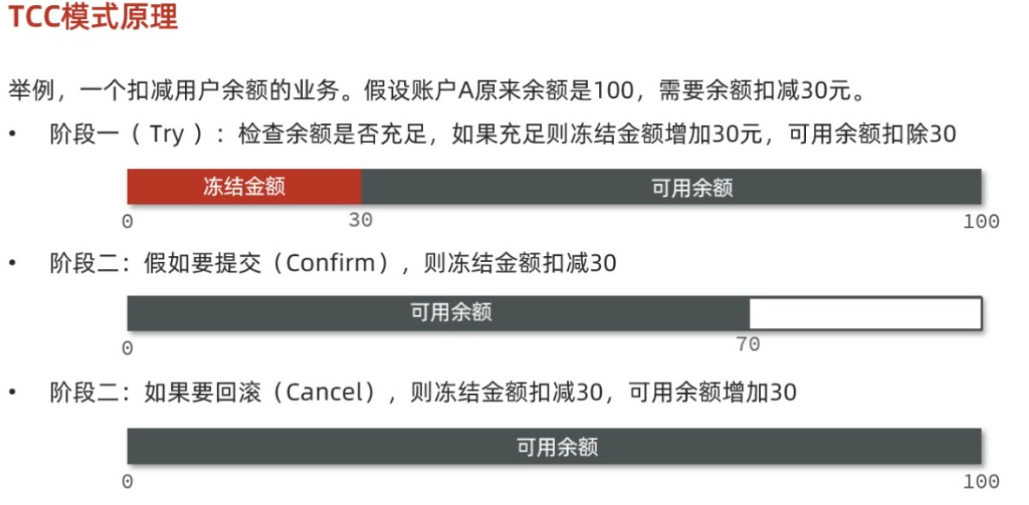 TCC模式原理
举例，一个扣减用户余额的业务。假设账户A原来余额是100，需要余额扣减30元。
• 阶段一（ Try ）：检查余额是否充足，如果充足则冻结金额增加30元，可用余额扣除30
冻结金额 可用余额
0 30 100
• 阶段二：假如要提交（Confirm），则冻结金额扣减30
可用余额
0 70
• 阶段二：如果要回滚（Cancel），则冻结金额扣减30，可用余额增加30
可用余额
0 100